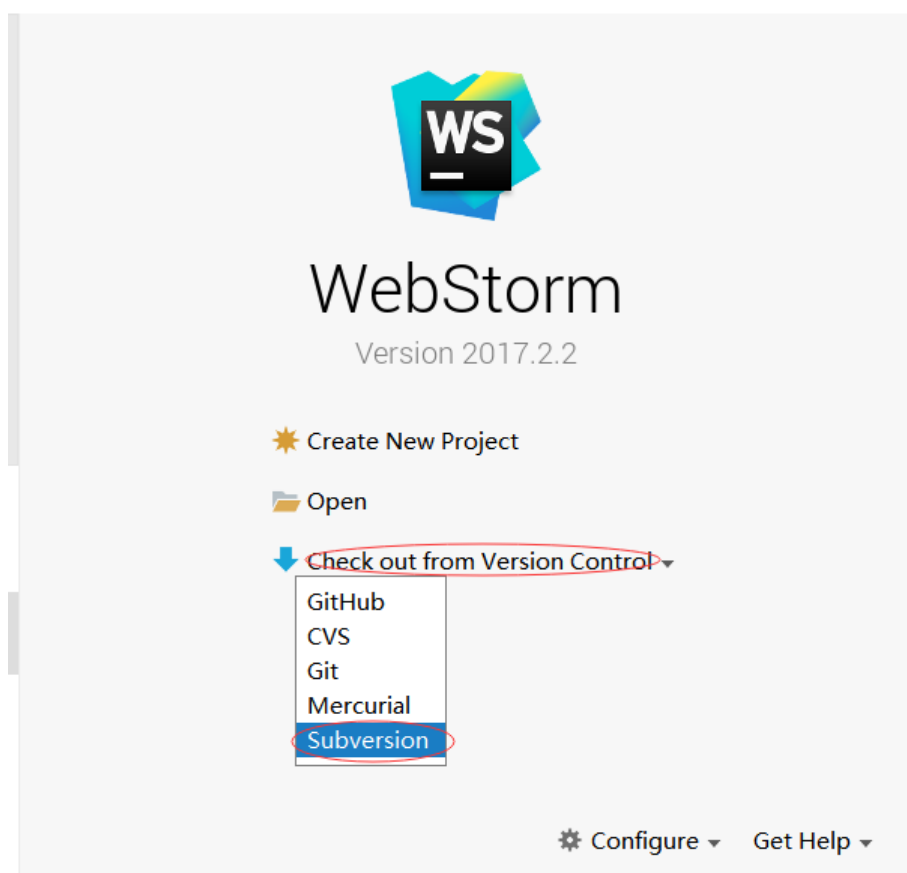 WS
WebStorm
Version 2017.2.2
Create New Project
Open
Check out from Version Control
GitHub
CVS
Git
Mercurial
Subversion
Configure Get Help